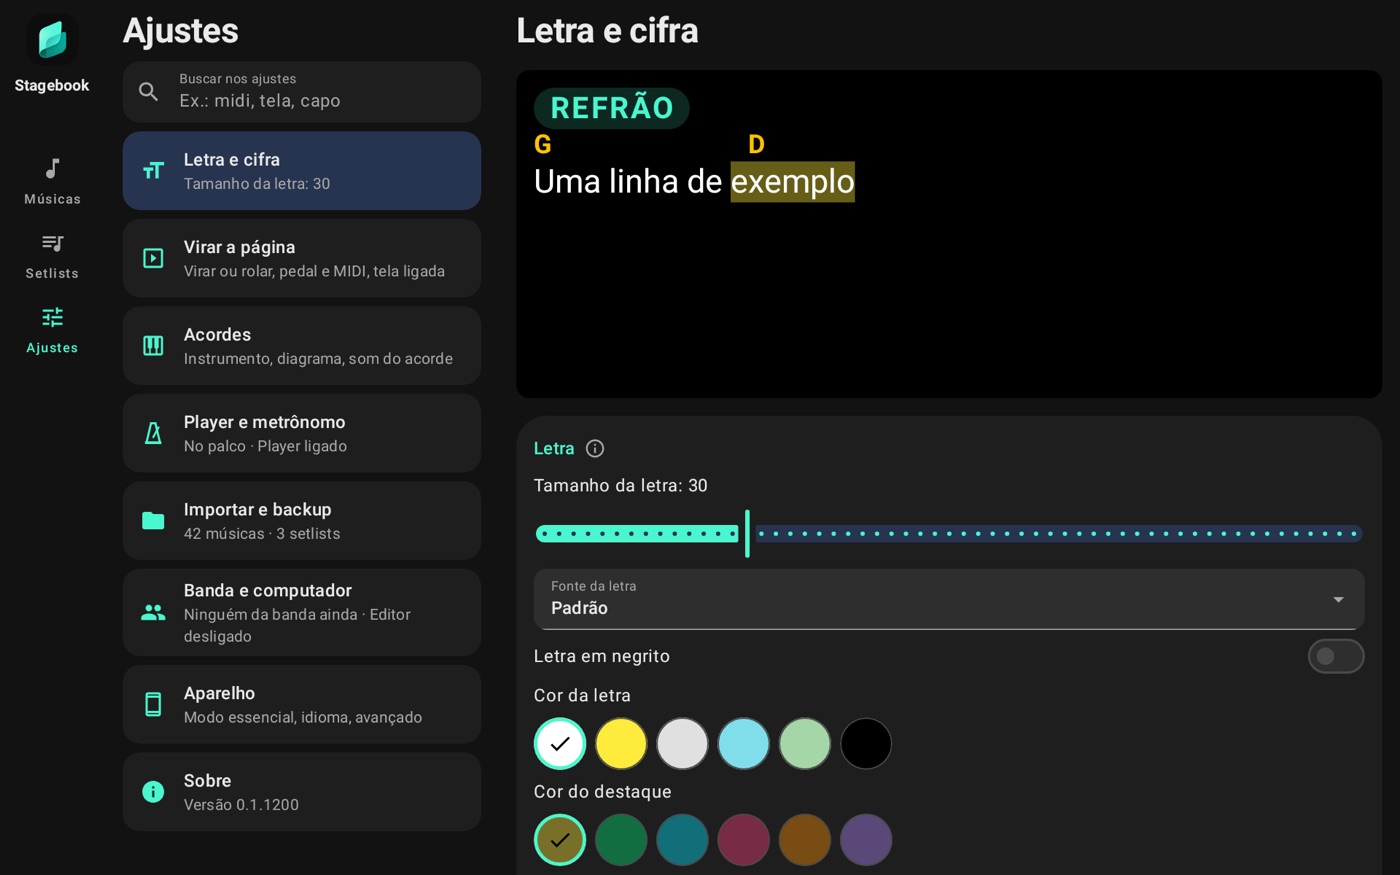 Stagebook
Músicas
Setlists
Ajustes
Ajustes
Buscar nos ajustes
Ex.: midi, tela, capo
Letra e cifra
Tamanho da letra: 30
Virar a página
Virar ou rolar, pedal e MIDI, tela ligada
Acordes
Instrumento, diagrama, som do acorde
Player e metrônomo
No palco · Player ligado
Importar e backup
42 músicas · 3 setlists
Banda e computador
Ninguém da banda ainda · Editor
desligado
Aparelho
Modo essencial, idioma, avançado
Sobre
Versão 0.1.1200
Letra e cifra
REFRÃO
G D
Uma linha de exemplo
Letra
Tamanho da letra: 30
Fonte da letra
Padrão
Letra em negrito
Cor da letra
Cor do destaque